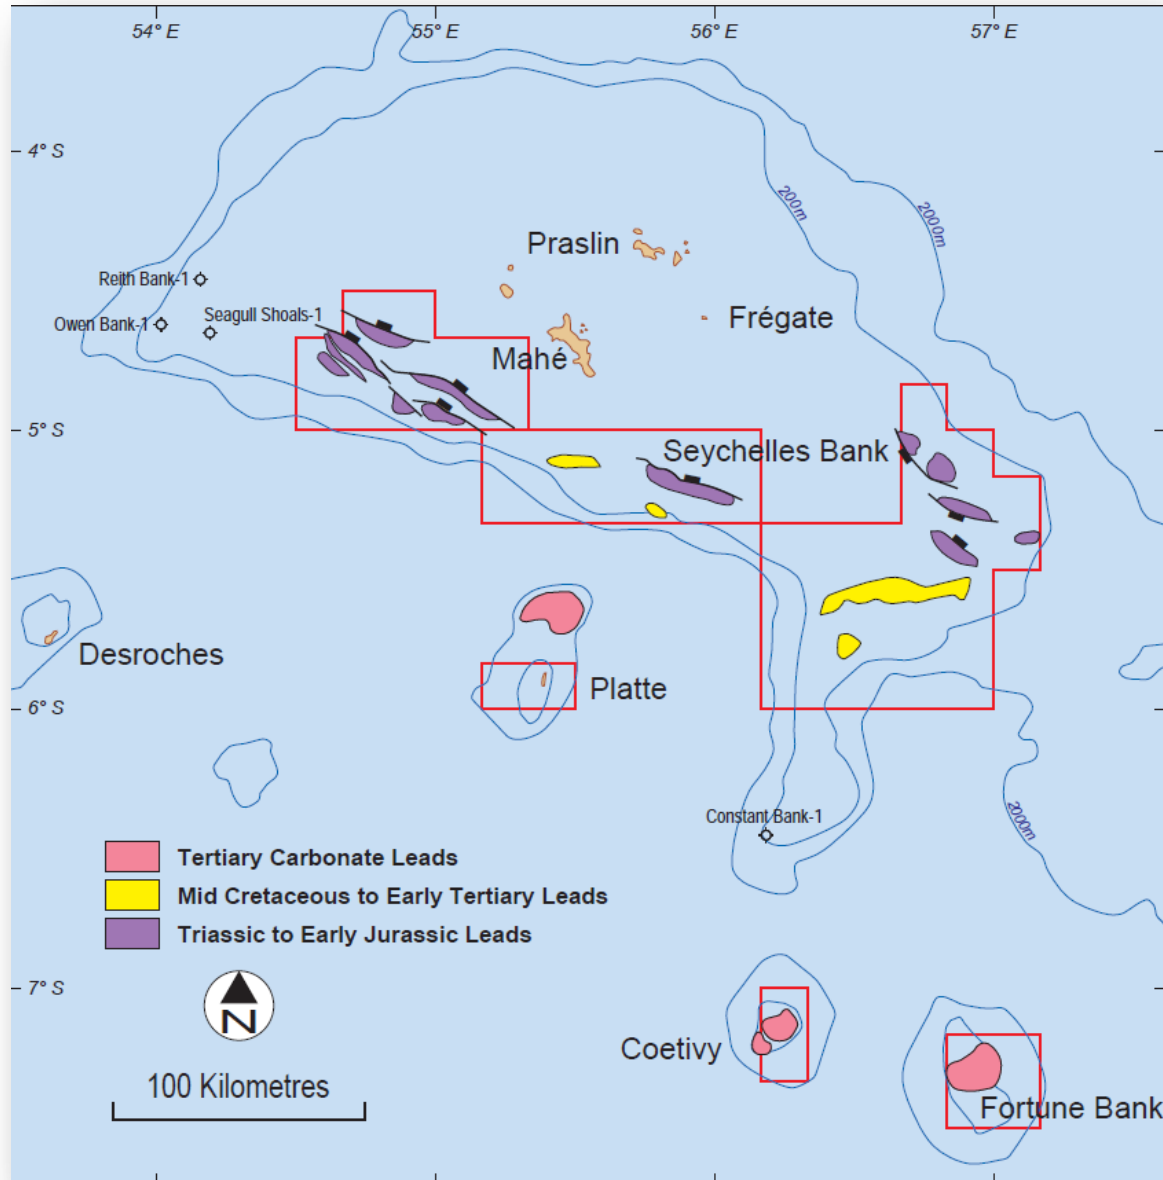 54° E
55° E
56° E
57° E
4° S
200m
2000m
Praslin
Reith Bank-1
Seagull Shoals-1
Owen Bank-1
Frégate
Mahé
5° S
Seychelles Bank
Desroches
Platte
6° S
2000m
Constant Bank-1
Tertiary Carbonate Leads
Mid Cretaceous to Early Tertiary Leads
Triassic to Early Jurassic Leads
N
7° S
Coetivy
100 Kilometres
Fortune Bank